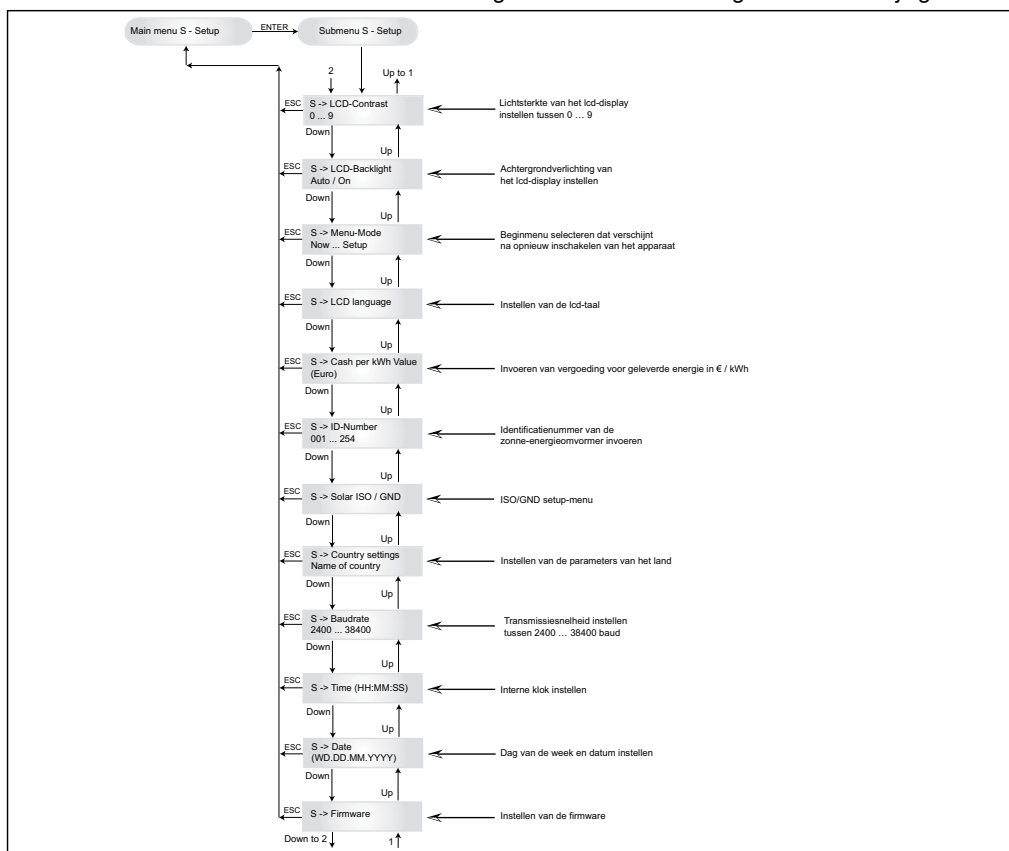 Main menu S - Setup
ENTER
Submenu S - Setup
2
Up to 1
ESC
S -> LCD-Contrast
0 ... 9
Lichtsterkte van het lcd-display
instellen tussen 0 … 9
Down
Up
ESC
S -> LCD-Backlight
Auto / On
Achtergrondverlichting van
het lcd-display instellen
Down
Up
ESC
S -> Menu-Mode
Now ... Setup
Beginmenu selecteren dat verschijnt
na opnieuw inschakelen van het apparaat
Down
Up
ESC
S -> LCD language
Instellen van de lcd-taal
Down
Up
ESC
S -> Cash per kWh Value
(Euro)
Invoeren van vergoeding voor geleverde energie in € / kWh
Down
Up
ESC
S -> ID-Number
001 ... 254
Identificatienummer van de
zonne-energieomvormer invoeren
Down
Up
ESC
S -> Solar ISO / GND
ISO/GND setup-menu
Down
Up
ESC
S -> Country settings
Name of country
Instellen van de parameters van het land
Down
Up
ESC
S -> Baudrate
2400 ... 38400
Transmissiesnelheid instellen
tussen 2400 … 38400 baud
Down
Up
ESC
S -> Time (HH:MM:SS)
Interne klok instellen
Down
Up
ESC
S -> Date
(WD.DD.MM.YYYY)
Dag van de week en datum instellen
Down
Up
ESC
S -> Firmware
Instellen van de firmware
Down to 2
1